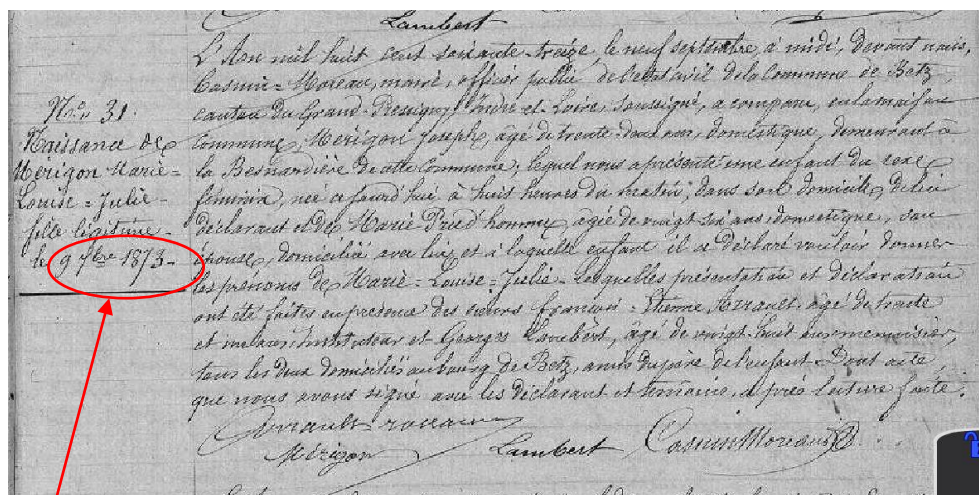 Lambert
L'An mil huit cent soixante-treize, le neuf septembre, à midi, devant nous,
Casimir = Moreau, maire, officier public de l'état civil de la Commune de Betz
canton du Grand-Pressigny, Indre et Loire, soussigné, a comparu, en la maison
commune, Mérigon Joseph, âgé de trente-deux ans, domestique, demeurant à
la Besnardière de cette Commune, lequel nous a présenté une enfant du sexe
féminin, née aujourd'hui à huit heures du matin, dans son domicile, de lui
déclarant et de Marie Prud'homme, agée de vingt six ans, domestique, son
épouse, domiciliée avec lui, et à laquelle enfant il a déclaré vouloir donner
les prénoms de Marie = Louise = Julie - lesquelles présentation et déclaration
ont été faites en présence des sieurs françois = Etienne Arrault, âgé de trente
et un ans, Instituteur et Georges Lambert, âgé de vingt-huit ans, menuisier,
tous les deux domiciliés au bourg de Betz, amis du père de l'enfant - Dont acte
que nous avons signé avec les déclarant et témoins, après lecture faite.
N° 31.
Naissance de
Mérigon Marie =
Louise = Julie -
fille légitime -
le 9 7bre 1873 -
Arrault
Mérigon
Lambert
Casimir Moreau